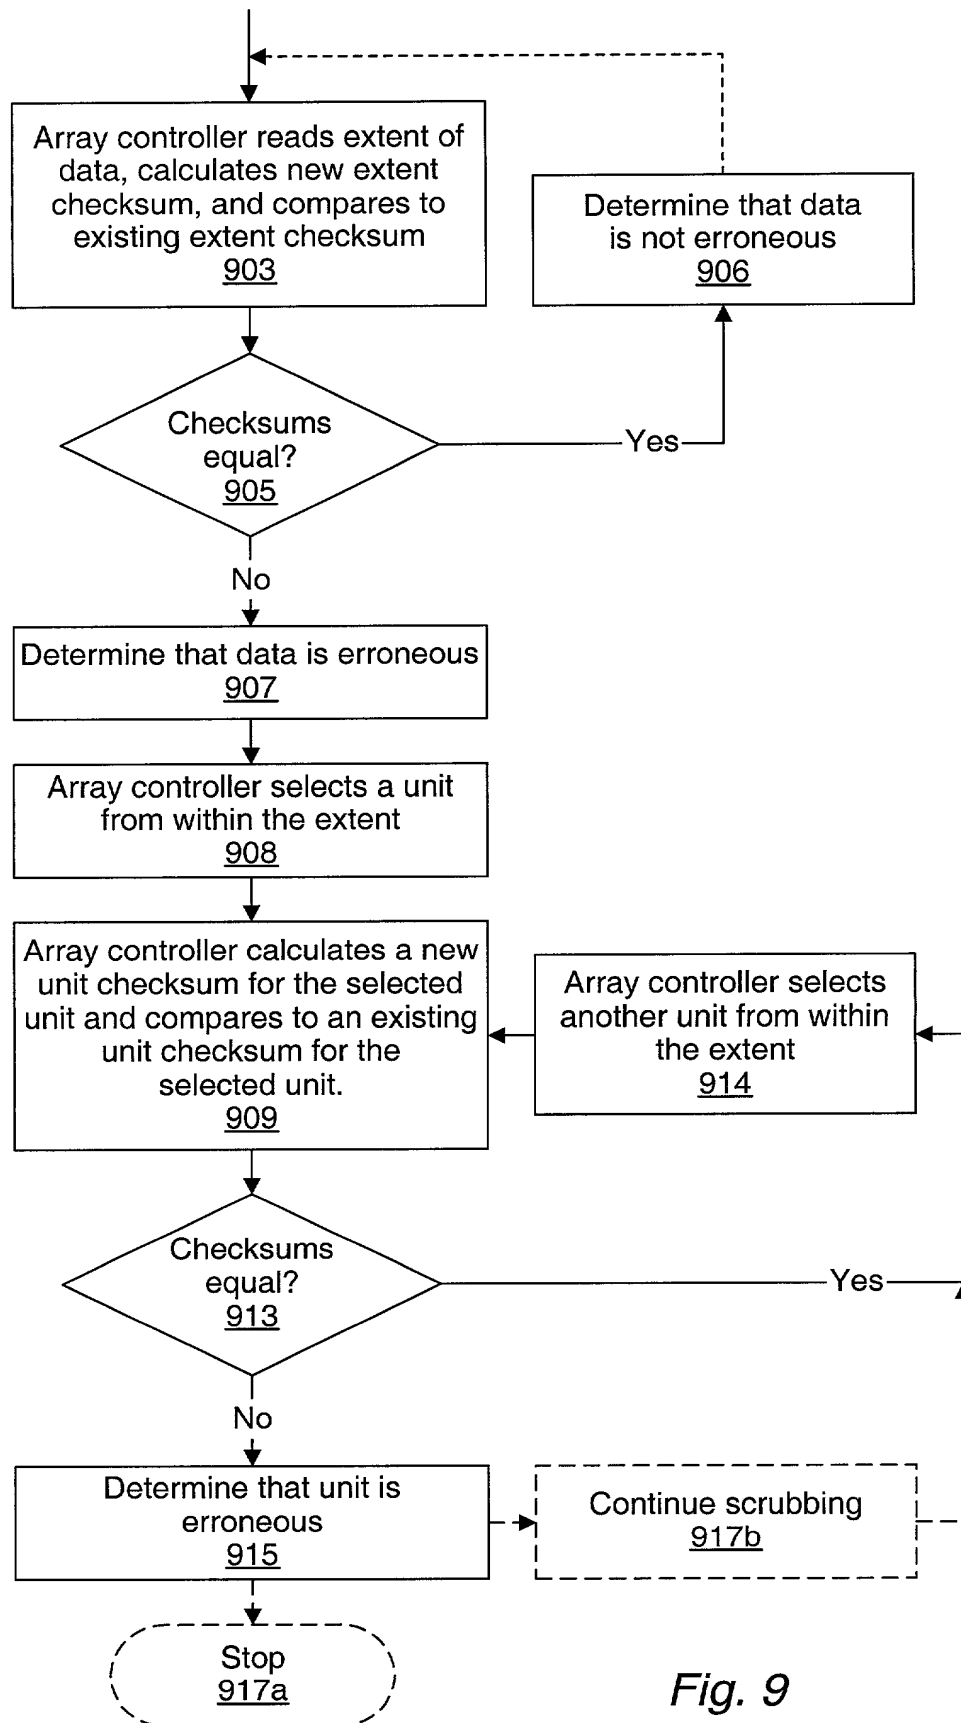 Array controller reads extent of
data, calculates new extent
checksum, and compares to
existing extent checksum
903
Determine that data
is not erroneous
906
Checksums
equal?
905
Yes
No
Determine that data is erroneous
907
Array controller selects a unit
from within the extent
908
Array controller calculates a new
unit checksum for the selected
unit and compares to an existing
unit checksum for the
selected unit.
909
Array controller selects
another unit from within
the extent
914
Checksums
equal?
913
Yes
No
Determine that unit is
erroneous
915
Continue scrubbing
917b
Stop
917a
Fig. 9